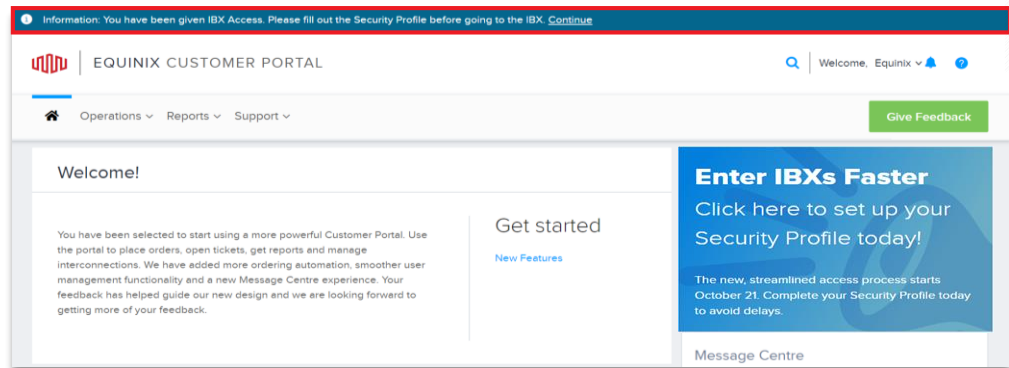 Information: You have been given IBX Access. Please fill out the Security Profile before going to the IBX. Continue
EQUINIX CUSTOMER PORTAL
Welcome, Equinix
Operations
Reports
Support
Give Feedback
Welcome!
You have been selected to start using a more powerful Customer Portal. Use
the portal to place orders, open tickets, get reports and manage
interconnections. We have added more ordering automation, smoother user
management functionality and a new Message Centre experience. Your
feedback has helped guide our new design and we are looking forward to
getting more of your feedback.
Get started
New Features
Enter IBXs Faster
Click here to set up your
Security Profile today!
The new, streamlined access process starts
October 21. Complete your Security Profile today
to avoid delays.
Message Centre